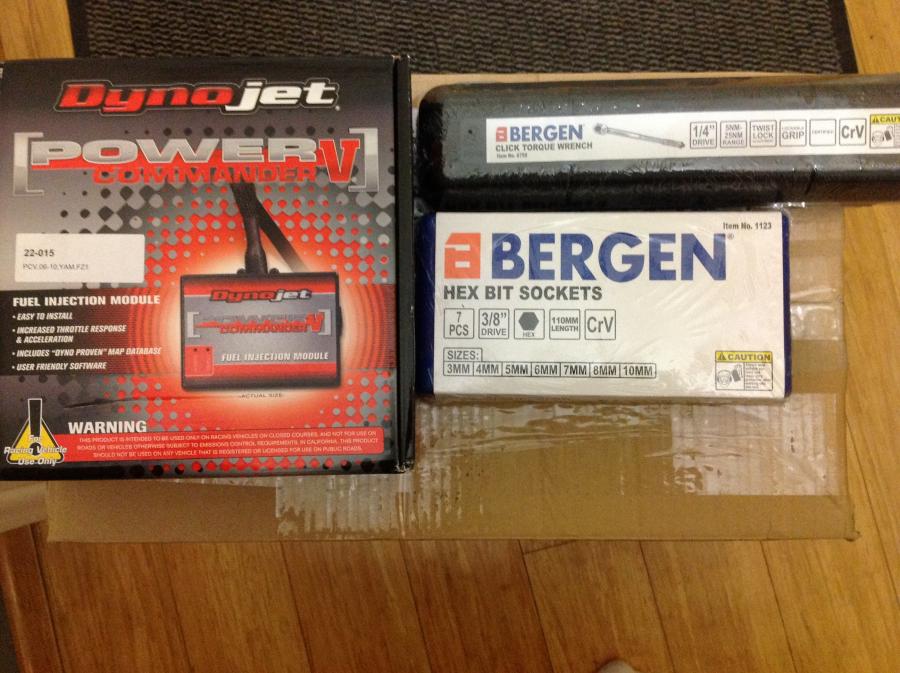 Dynojet
POWER
COMMANDER V
22-015
PCV,06-10,YAM,FZ1
FUEL INJECTION MODULE
• EASY TO INSTALL
• INCREASED THROTTLE RESPONSE
& ACCELERATION
• INCLUDES "DYNO PROVEN" MAP DATABASE
• USER FRIENDLY SOFTWARE
Dynojet
POWER
COMMANDER V
FUEL INJECTION MODULE
-ACTUAL SIZE-
For
Racing Vehicle
Use Only
WARNING
THIS PRODUCT IS INTENDED TO BE USED ONLY ON RACING VEHICLES ON CLOSED COURSES, AND NOT FOR USE ON
ROADS OR VEHICLES OTHERWISE SUBJECT TO EMISSIONS CONTROL REQUIREMENTS. IN CALIFORNIA, THIS PRODUCT
SHOULD NOT BE USED ON ANY VEHICLE THAT IS REGISTERED OR LICENSED FOR USE ON PUBLIC ROADS.
BERGEN
CLICK TORQUE WRENCH
1/4"
DRIVE
5NM-
25NM
RANGE
TWIST
LOCK
GRIP
CERTIFIED
CrV
CAUT
Item No. 1123
BERGEN®
HEX BIT SOCKETS
7
PCS
3/8"
DRIVE
HEX
110MM
LENGTH
CrV
SIZES:
3MM 4MM 5MM 6MM 7MM 8MM 10MM
CAUTION